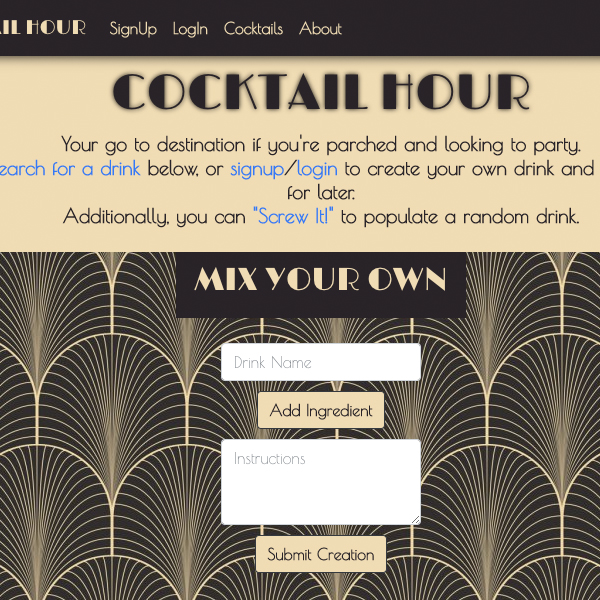 AIL HOUR SignUp LogIn Cocktails About
COCKTAIL HOUR
Your go to destination if you're parched and looking to party.
earch for a drink below, or signup/login to create your own drink and
for later.
Additionally, you can "Screw It!" to populate a random drink.
MIX YOUR OWN
Drink Name
Add Ingredient
Instructions
Submit Creation